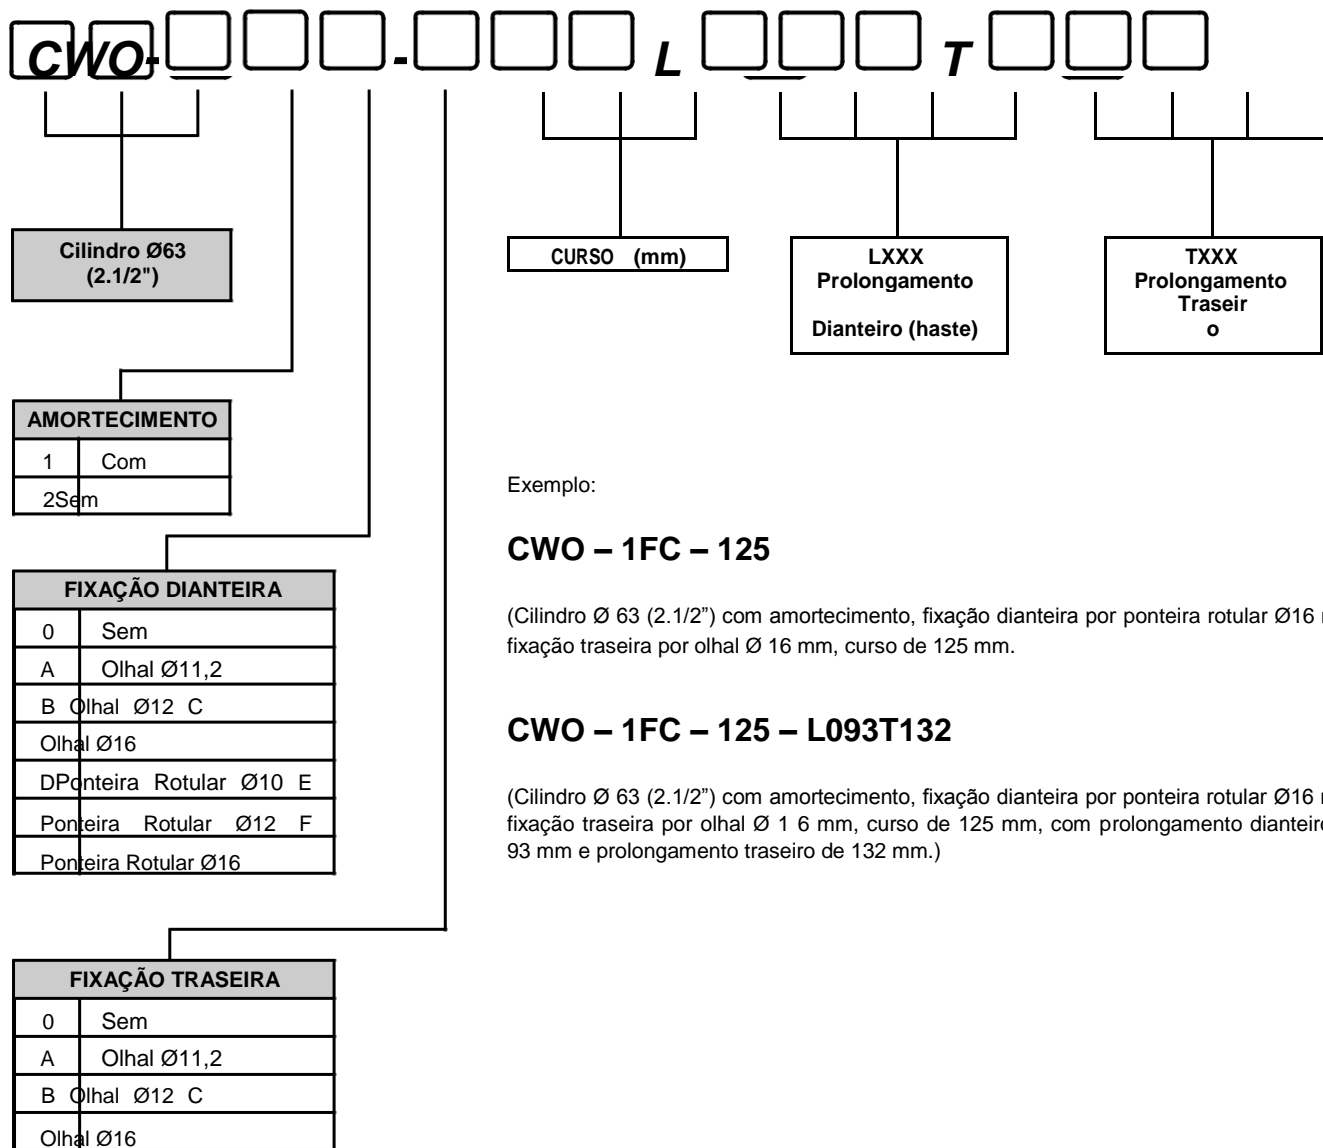 CWO- - L T
Cilindro Ø63
(2.1/2")
CURSO (mm)
LXXX
Prolongamento
Dianteiro (haste)
TXXX
Prolongamento
Traseir
o
AMORTECIMENTO
1 Com
2Sem
FIXAÇÃO DIANTEIRA
0 Sem
A Olhal Ø11,2
B Olhal Ø12 C
Olhal Ø16
DPonteira Rotular Ø10 E
Ponteira Rotular Ø12 F
Ponteira Rotular Ø16
FIXAÇÃO TRASEIRA
0 Sem
A Olhal Ø11,2
B Olhal Ø12 C
Olhal Ø16
Exemplo:
CWO – 1FC – 125
(Cilindro Ø 63 (2.1/2”) com amortecimento, fixação dianteira por ponteira rotular Ø16
fixação traseira por olhal Ø 16 mm, curso de 125 mm.
CWO – 1FC – 125 – L093T132
(Cilindro Ø 63 (2.1/2”) com amortecimento, fixação dianteira por ponteira rotular Ø16
fixação traseira por olhal Ø 1 6 mm, curso de 125 mm, com prolongamento dianteiro
93 mm e prolongamento traseiro de 132 mm.)